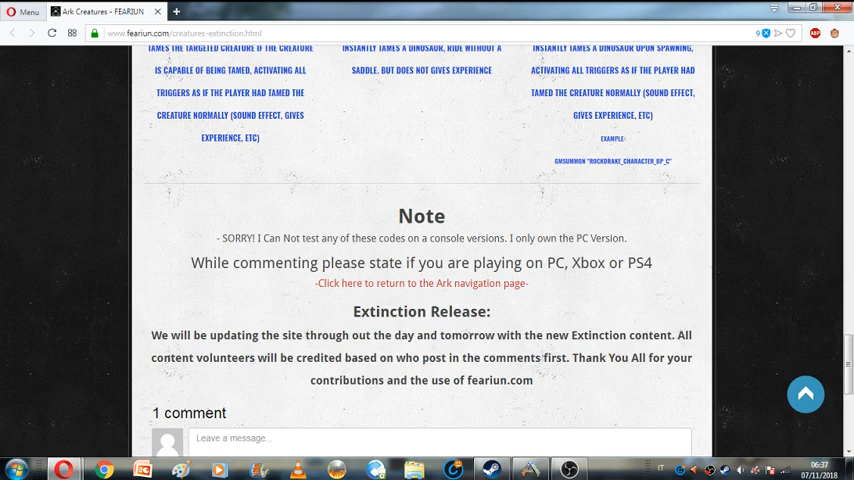 Menu
Ark Creatures - FEARIUN
www.feariun.com/creatures-extinction.html
9
TAMES THE TARGETED CREATURE IF THE CREATURE
IS CAPABLE OF BEING TAMED, ACTIVATING ALL
TRIGGERS AS IF THE PLAYER HAD TAMED THE
CREATURE NORMALLY (SOUND EFFECT, GIVES
EXPERIENCE, ETC)
INSTANTLY TAMES A DINOSAUR, RIDE WITHOUT A
SADDLE. BUT DOES NOT GIVES EXPERIENCE
INSTANTLY TAMES A DINOSAUR UPON SPAWNING,
ACTIVATING ALL TRIGGERS AS IF THE PLAYER HAD
TAMED THE CREATURE NORMALLY (SOUND EFFECT,
GIVES EXPERIENCE, ETC)
EXAMPLE:
GMSUMMON "ROCKDRAKE_CHARACTER_BP_C"
Note
- SORRY! I Can Not test any of these codes on a console versions. I only own the PC Version.
While commenting please state if you are playing on PC, Xbox or PS4
-Click here to return to the Ark navigation page-
Extinction Release:
We will be updating the site through out the day and tomorrow with the new Extinction content. All
content volunteers will be credited based on who post in the comments first. Thank You All for your
contributions and the use of feariun.com
1 comment
Leave a message...
IT
06:37
07/11/2018